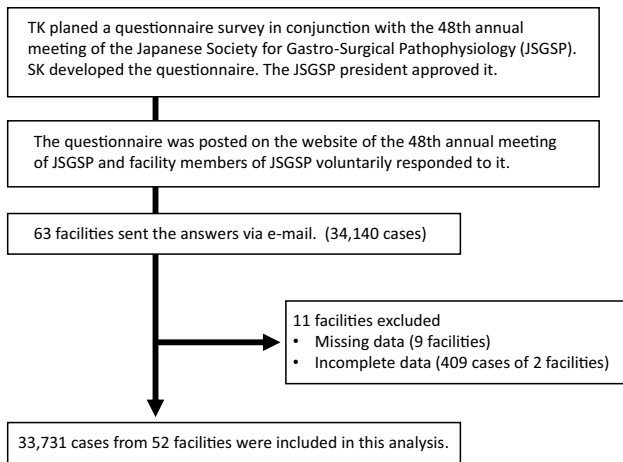 TK planed a questionnaire survey in conjunction with the 48th annual
meeting of the Japanese Society for Gastro-Surgical Pathophysiology (JSGSP).
SK developed the questionnaire. The JSGSP president approved it.
The questionnaire was posted on the website of the 48th annual meeting
of JSGSP and facility members of JSGSP voluntarily responded to it.
63 facilities sent the answers via e-mail. (34,140 cases)
11 facilities excluded
• Missing data (9 facilities)
• Incomplete data (409 cases of 2 facilities)
33,731 cases from 52 facilities were included in this analysis.